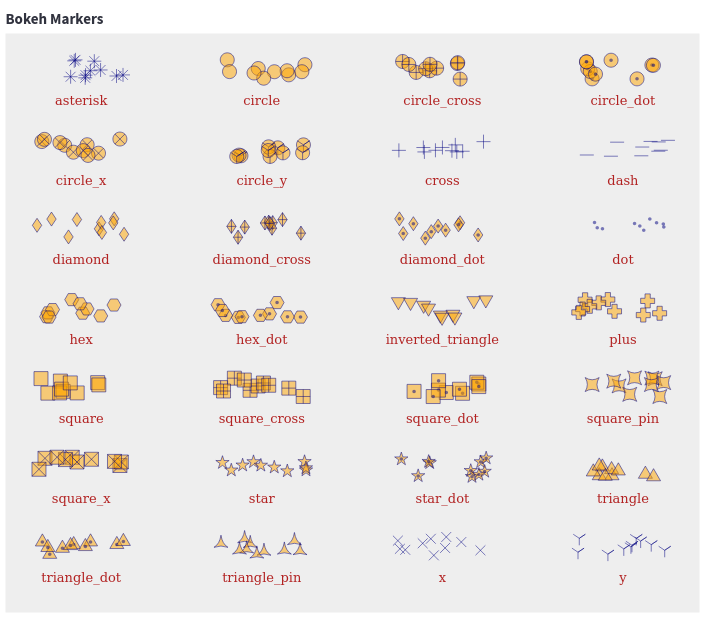 Bokeh Markers
asterisk circle circle_cross circle_dot
circle_x circle_y cross dash
diamond diamond_cross diamond_dot dot
hex hex_dot inverted_triangle plus
square square_cross square_dot square_pin
square_x star star_dot triangle
triangle_dot triangle_pin x y